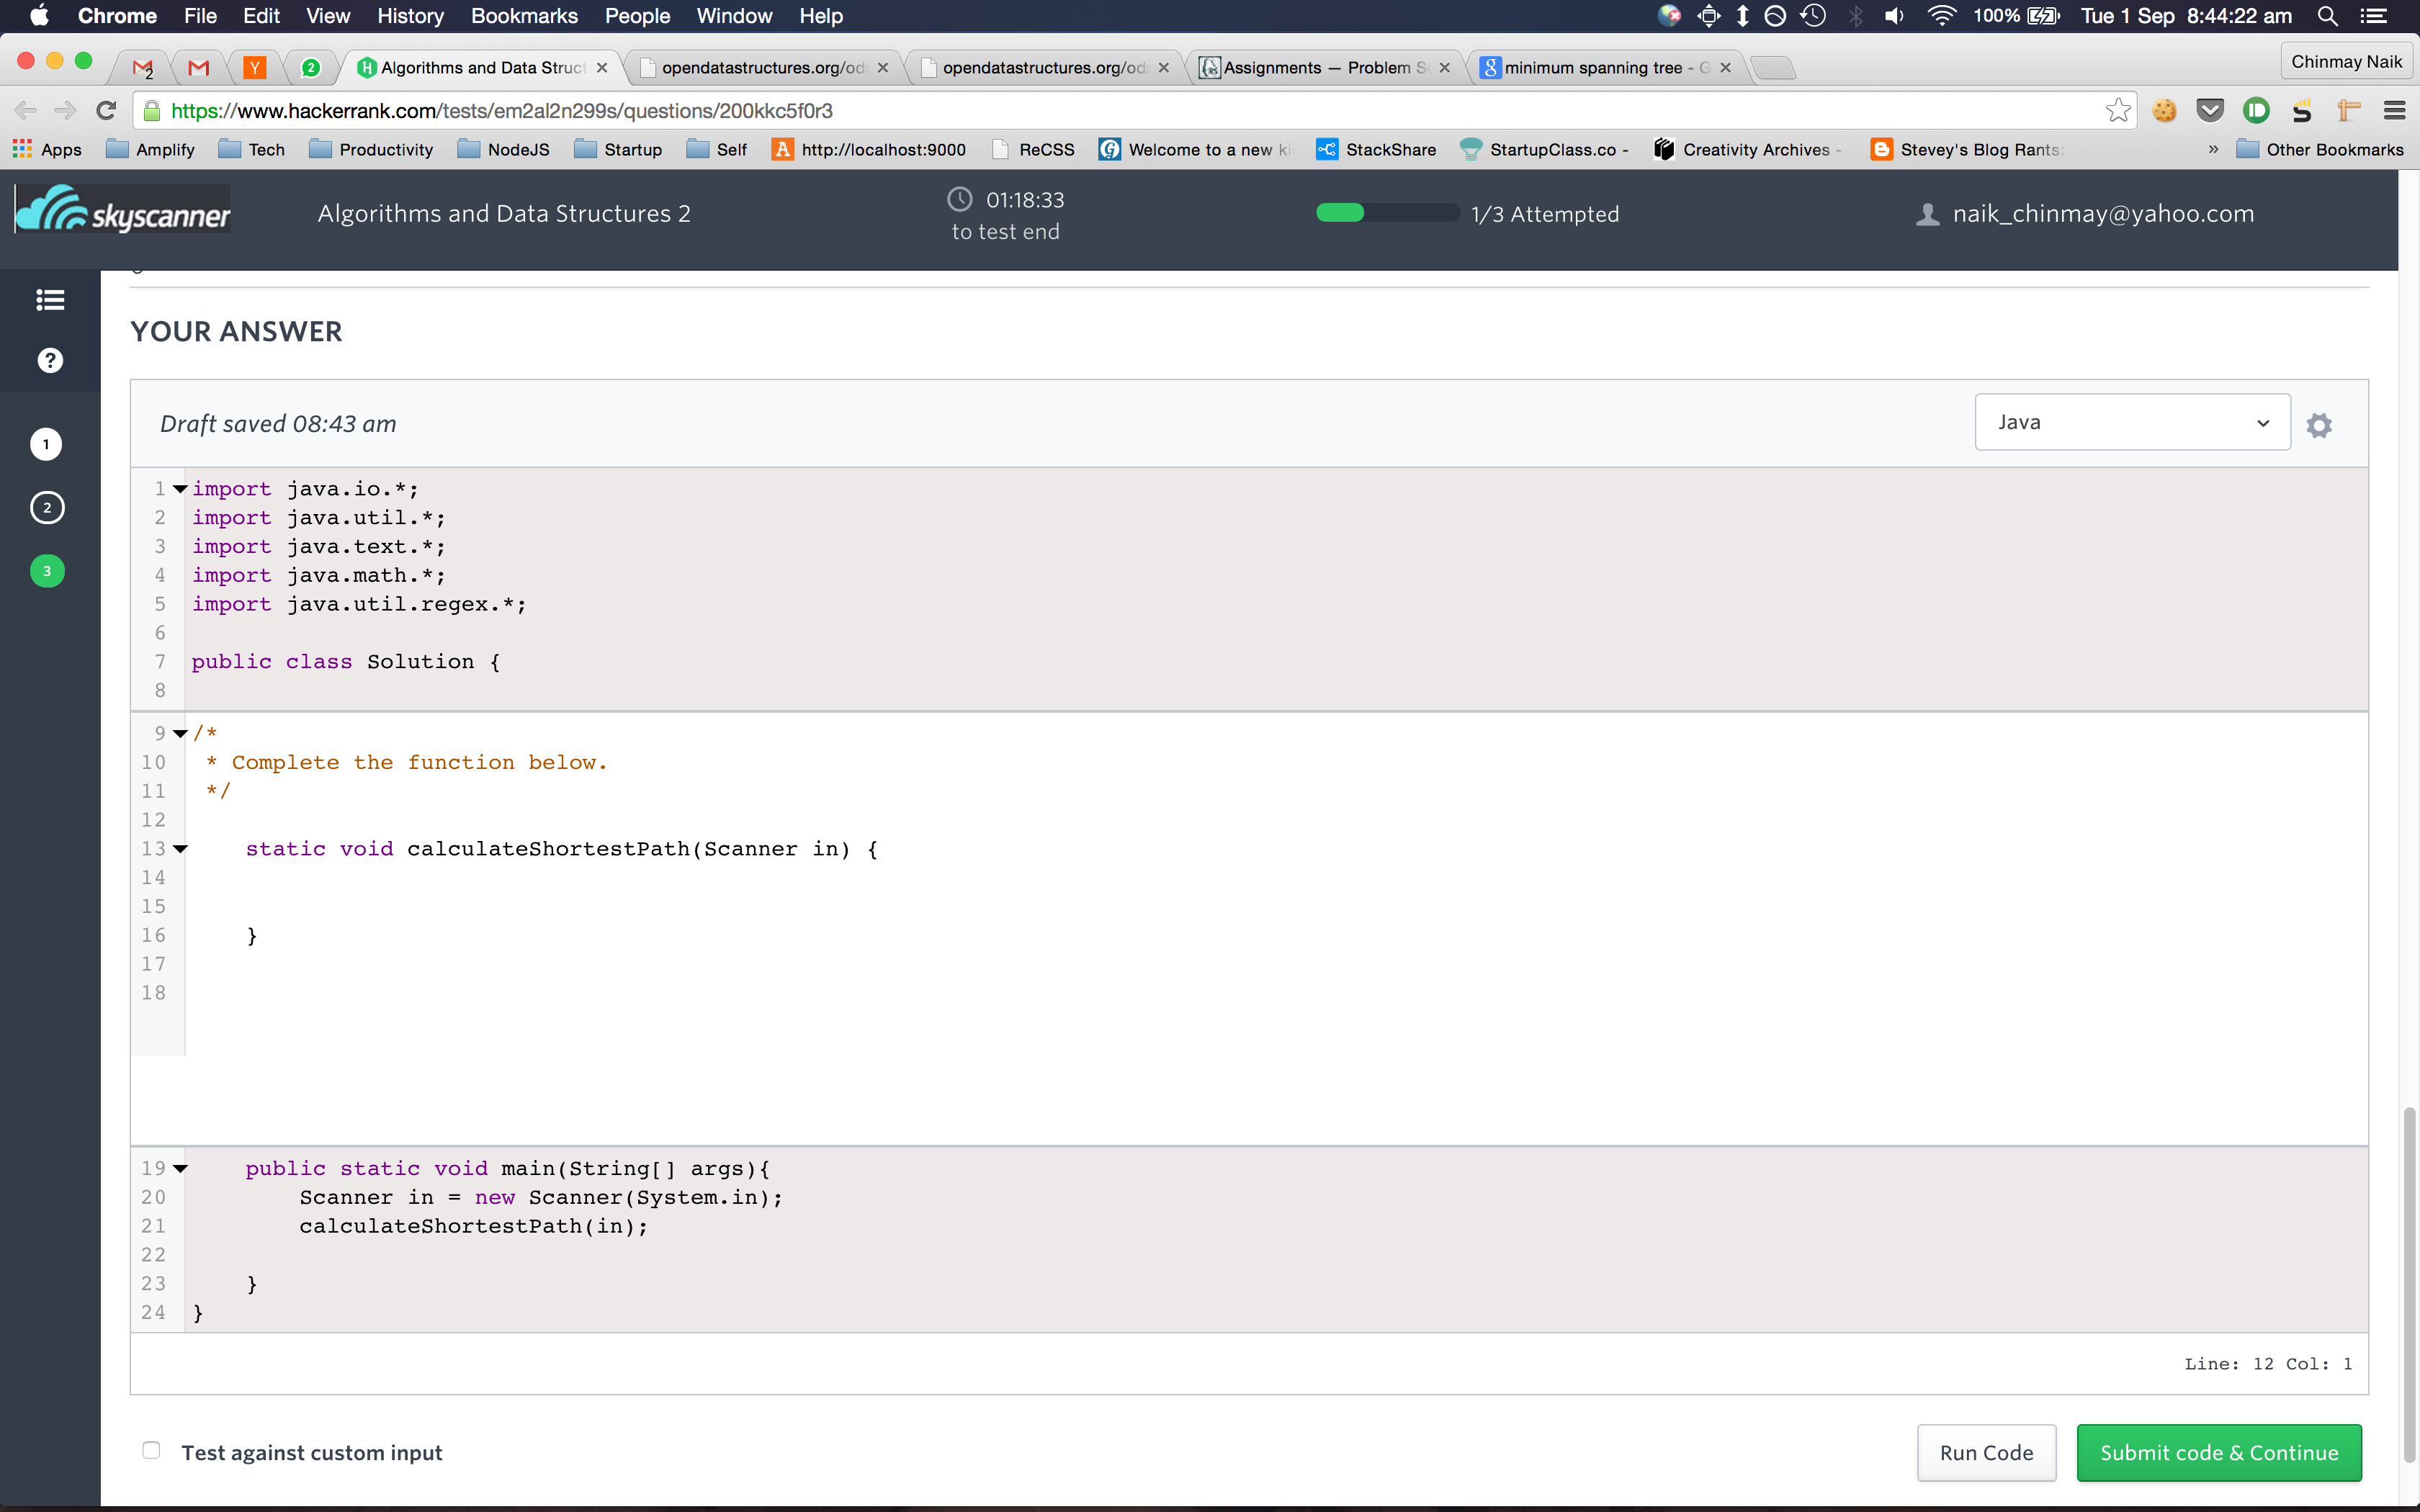 Chrome File Edit View History Bookmarks People Window Help 100% Tue 1 Sep 8:44:22 am
2 Y 2 Algorithms and Data Struct opendatastructures.org/od opendatastructures.org/od Assignments — Problem S minimum spanning tree - G Chinmay Naik
https://www.hackerrank.com/tests/em2al2n299s/questions/200kkc5f0r3
Apps Amplify Tech Productivity NodeJS Startup Self http://localhost:9000 ReCSS Welcome to a new ki StackShare StartupClass.co - Creativity Archives - Stevey's Blog Rants: » Other Bookmarks
skyscanner Algorithms and Data Structures 2 01:18:33 1/3 Attempted naik_chinmay@yahoo.com
to test end
YOUR ANSWER
?
1
2
3
Draft saved 08:43 am Java
1 import java.io.*;
2 import java.util.*;
3 import java.text.*;
4 import java.math.*;
5 import java.util.regex.*;
6
7 public class Solution {
8
9 /*
10 * Complete the function below.
11 */
12
13 static void calculateShortestPath(Scanner in) {
14
15
16 }
17
18
19 public static void main(String[] args){
20 Scanner in = new Scanner(System.in);
21 calculateShortestPath(in);
22
23 }
24 }
Line: 12 Col: 1
Test against custom input Run Code Submit code & Continue